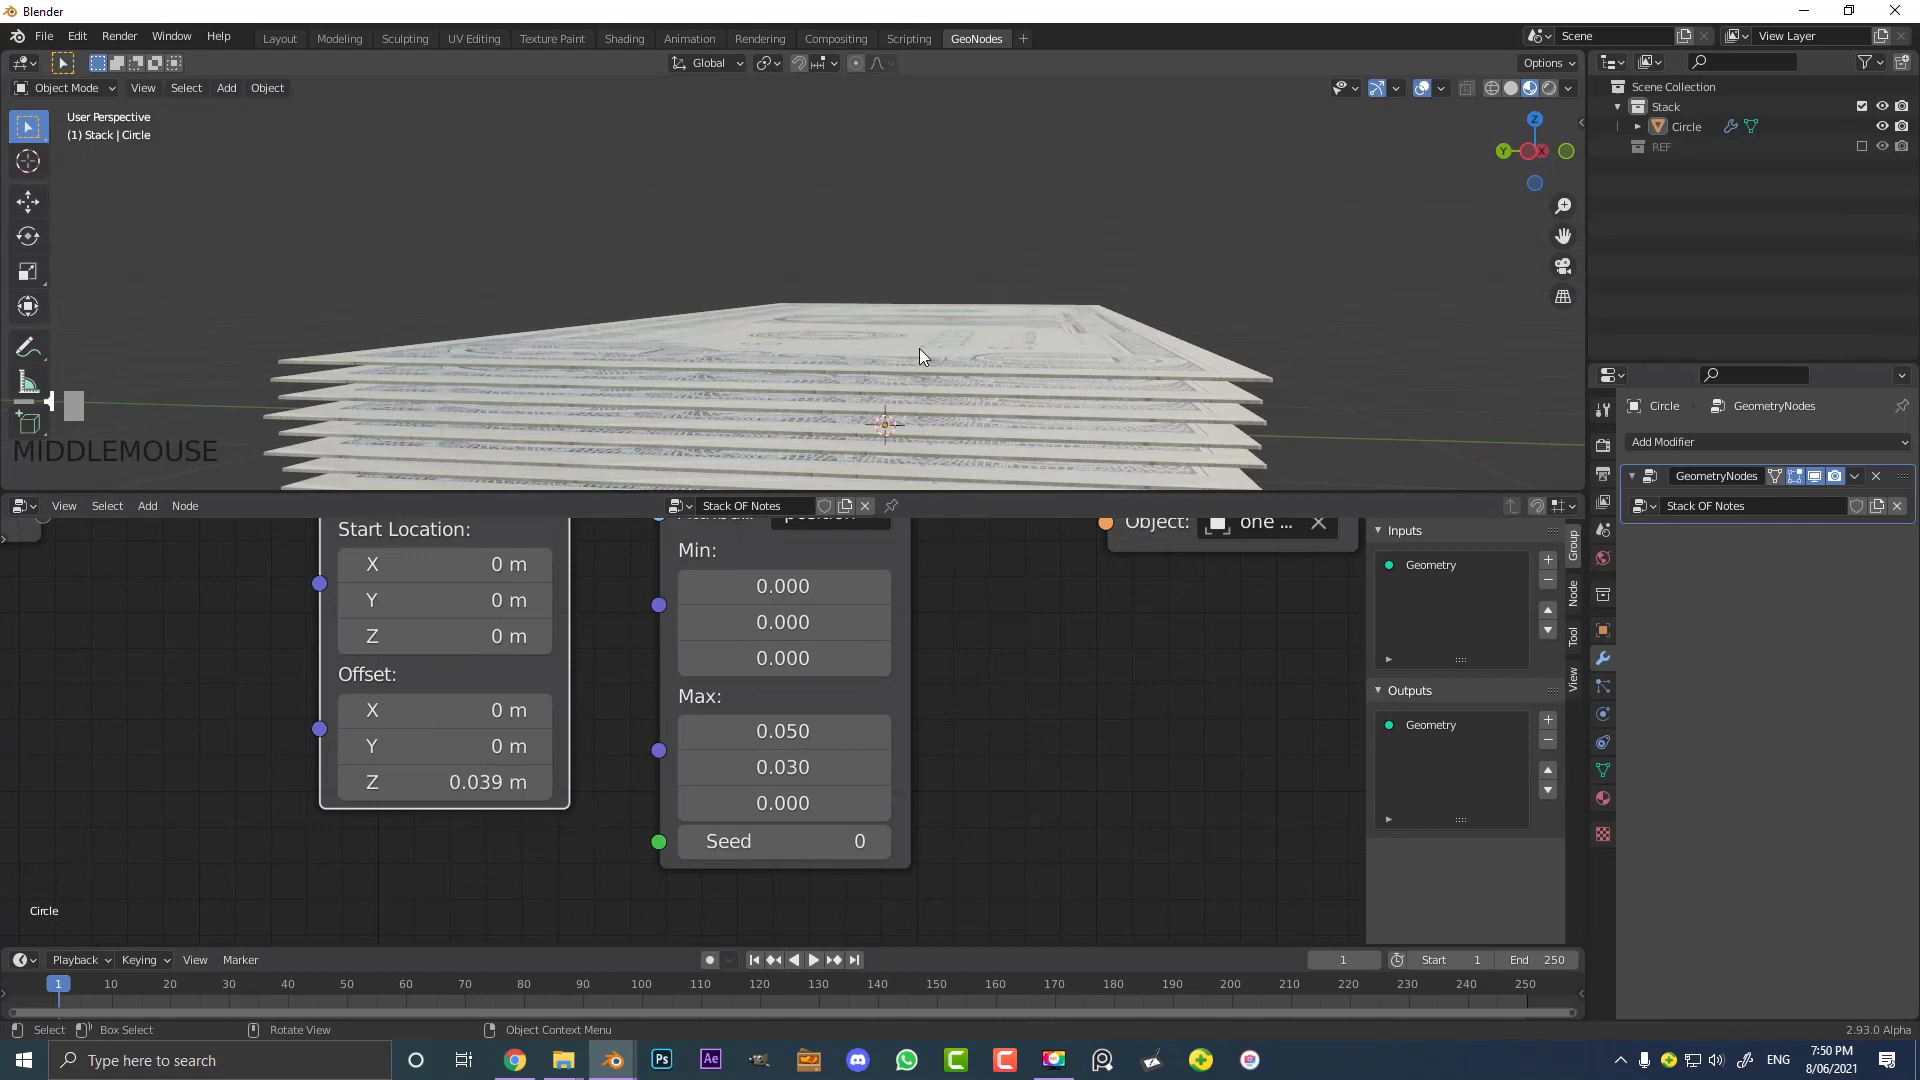 Blender
File Edit Render Window Help
Layout Modeling Sculpting UV Editing Texture Paint Shading Animation Rendering Compositing Scripting GeoNodes
Scene
View Layer
Global
Options
Object Mode View Select Add Object
User Perspective
(1) Stack | Circle
Z
Y
X
MIDDLEMOUSE
Scene Collection
Stack
Circle
REF
Circle GeometryNodes
Add Modifier
GeometryNodes
Stack OF Notes
View Select Add Node
Stack OF Notes
Start Location:
X 0 m
Y 0 m
Z 0 m
Offset:
X 0 m
Y 0 m
Z 0.039 m
position
Min:
0.000
0.000
0.000
Max:
0.050
0.030
0.000
Seed 0
Object: one ...
Inputs
Geometry
Outputs
Geometry
Group
Node
Tool
View
Circle
Playback Keying View Marker
1 Start 1 End 250
1 10 20 30 40 50 60 70 80 90 100 110 120 130 140 150 160 170 180 190 200 210 220 230 240 250
Select Box Select Rotate View Object Context Menu
2.93.0 Alpha
Type here to search
Ps
Ae
ENG
7:50 PM
8/06/2021